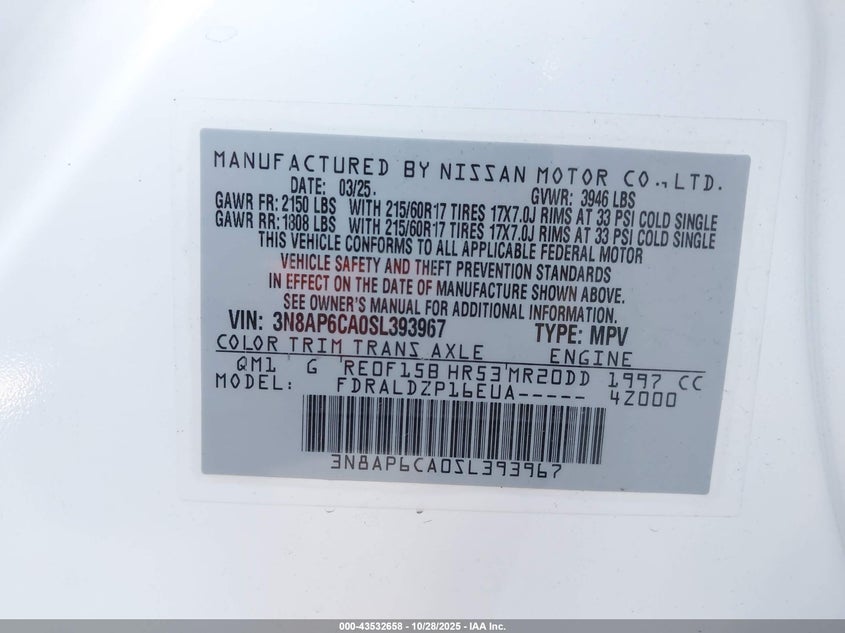 MANUFACTURED BY NISSAN MOTOR CO.,LTD.
DATE: 03/25. GVWR: 3946 LBS
GAWR FR: 2150 LBS WITH 215/60R17 TIRES 17X7.0J RIMS AT 33 PSI COLD SINGLE
GAWR RR: 1808 LBS WITH 215/60R17 TIRES 17X7.0J RIMS AT 33 PSI COLD SINGLE
THIS VEHICLE CONFORMS TO ALL APPLICABLE FEDERAL MOTOR
VEHICLE SAFETY AND THEFT PREVENTION STANDARDS
IN EFFECT ON THE DATE OF MANUFACTURE SHOWN ABOVE.
SEE OWNER'S MANUAL FOR ADDITIONAL INFORMATION.
VIN: 3N8AP6CA0SL393967 TYPE: MPV
COLOR TRIM TRANS AXLE ENGINE
QM1 G RE0F15B HR53 MR20DD 1997 CC
MODEL: FDRALDZP16EUA----- 4Z000
3N8AP6CA0SL393967
000-43532658 - 10/28/2025 - IAA Inc.